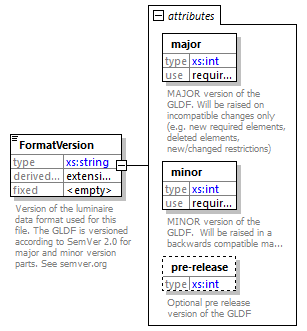 attributes
major
type xs:int
use requir...
MAJOR version of the
GLDF. Will be raised on
incompatible changes only
(e.g. new required elements,
deleted elements,
new/changed restrictions)
FormatVersion
type xs:string
derived... extensi...
fixed <empty>
Version of the luminaire
data format used for this
file. The GLDF is versioned
according to SemVer 2.0 for
major and minor version
parts. See semver.org
minor
type xs:int
use requir...
MINOR version of the
GLDF.  Will be raised in a
backwards compatible ma...
pre-release
type xs:int
Optional pre release
version of the GLDF